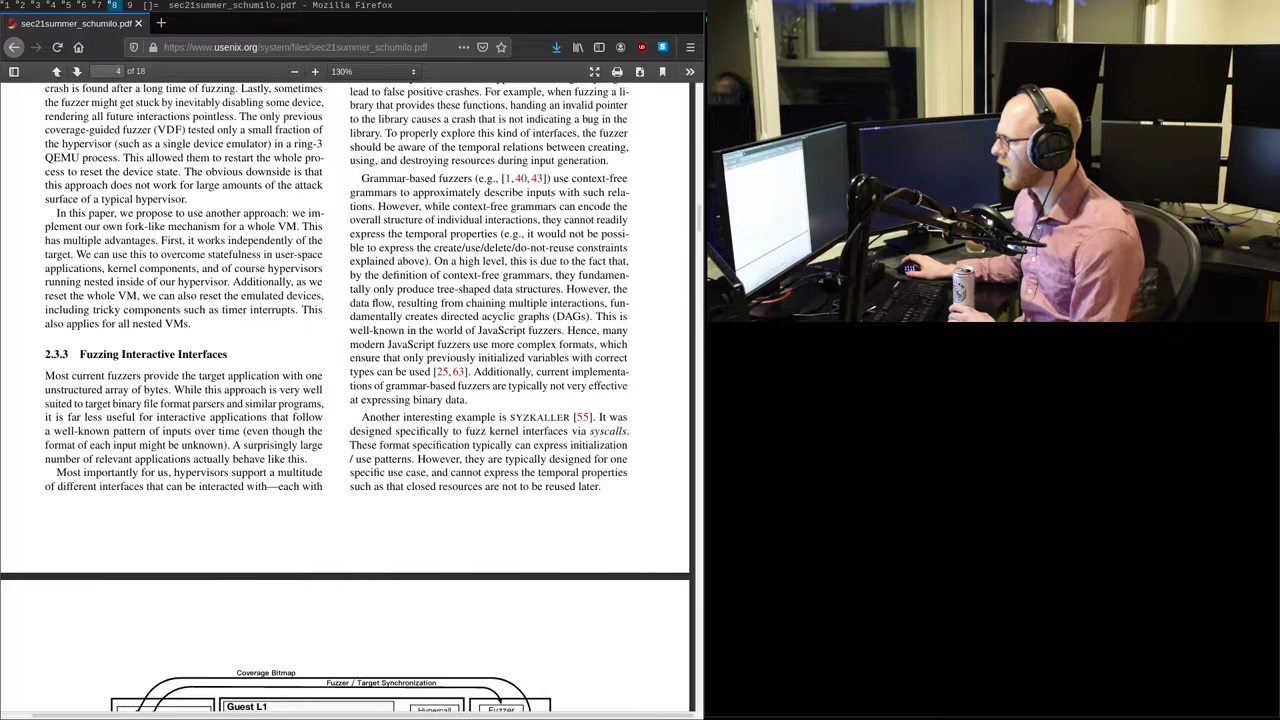 1 2 3 4 5 6 7 8 9 []= sec21summer_schumilo.pdf - Mozilla Firefox
sec21summer_schumilo.pdf
https://www.usenix.org/system/files/sec21summer_schumilo.pdf
4 of 18
130%
crash is found after a long time of fuzzing. Lastly, sometimes
the fuzzer might get stuck by inevitably disabling some device,
rendering all future interactions pointless. The only previous
coverage-guided fuzzer (VDF) tested only a small fraction of
the hypervisor (such as a single device emulator) in a ring-3
QEMU process. This allowed them to restart the whole pro-
cess to reset the device state. The obvious downside is that
this approach does not work for large amounts of the attack
surface of a typical hypervisor.
In this paper, we propose to use another approach: we im-
plement our own fork-like mechanism for a whole VM. This
has multiple advantages. First, it works independently of the
target. We can use this to overcome statefulness in user-space
applications, kernel components, and of course hypervisors
running nested inside of our hypervisor. Additionally, as we
reset the whole VM, we can also reset the emulated devices,
including tricky components such as timer interrupts. This
also applies for all nested VMs.
2.3.3 Fuzzing Interactive Interfaces
Most current fuzzers provide the target application with one
unstructured array of bytes. While this approach is very well
suited to target binary file format parsers and similar programs,
it is far less useful for interactive applications that follow
a well-known pattern of inputs over time (even though the
format of each input might be unknown). A surprisingly large
number of relevant applications actually behave like this.
Most importantly for us, hypervisors support a multitude
of different interfaces that can be interacted with—each with
lead to false positive crashes. For example, when fuzzing a li-
brary that provides these functions, handing an invalid pointer
to the library causes a crash that is not indicating a bug in the
library. To properly explore this kind of interfaces, the fuzzer
should be aware of the temporal relations between creating,
using, and destroying resources during input generation.
Grammar-based fuzzers (e.g., [1,40,43]) use context-free
grammars to approximately describe inputs with such rela-
tions. However, while context-free grammars can encode the
overall structure of individual interactions, they cannot readily
express the temporal properties (e.g., it would not be possi-
ble to express the create/use/delete/do-not-reuse constraints
explained above). On a high level, this is due to the fact that,
by the definition of context-free grammars, they fundamen-
tally only produce tree-shaped data structures. However, the
data flow, resulting from chaining multiple interactions, fun-
damentally creates directed acyclic graphs (DAGs). This is
well-known in the world of JavaScript fuzzers. Hence, many
modern JavaScript fuzzers use more complex formats, which
ensure that only previously initialized variables with correct
types can be used [25,63]. Additionally, current implementa-
tions of grammar-based fuzzers are typically not very effective
at expressing binary data.
Another interesting example is SYZKALLER [55]. It was
designed specifically to fuzz kernel interfaces via syscalls.
These format specification typically can express initialization
/ use patterns. However, they are typically designed for one
specific use case, and cannot express the temporal properties
such as that closed resources are not to be reused later.
Coverage Bitmap
Fuzzer / Target Synchronization
Guest L1
Hypercall
Fuzzer